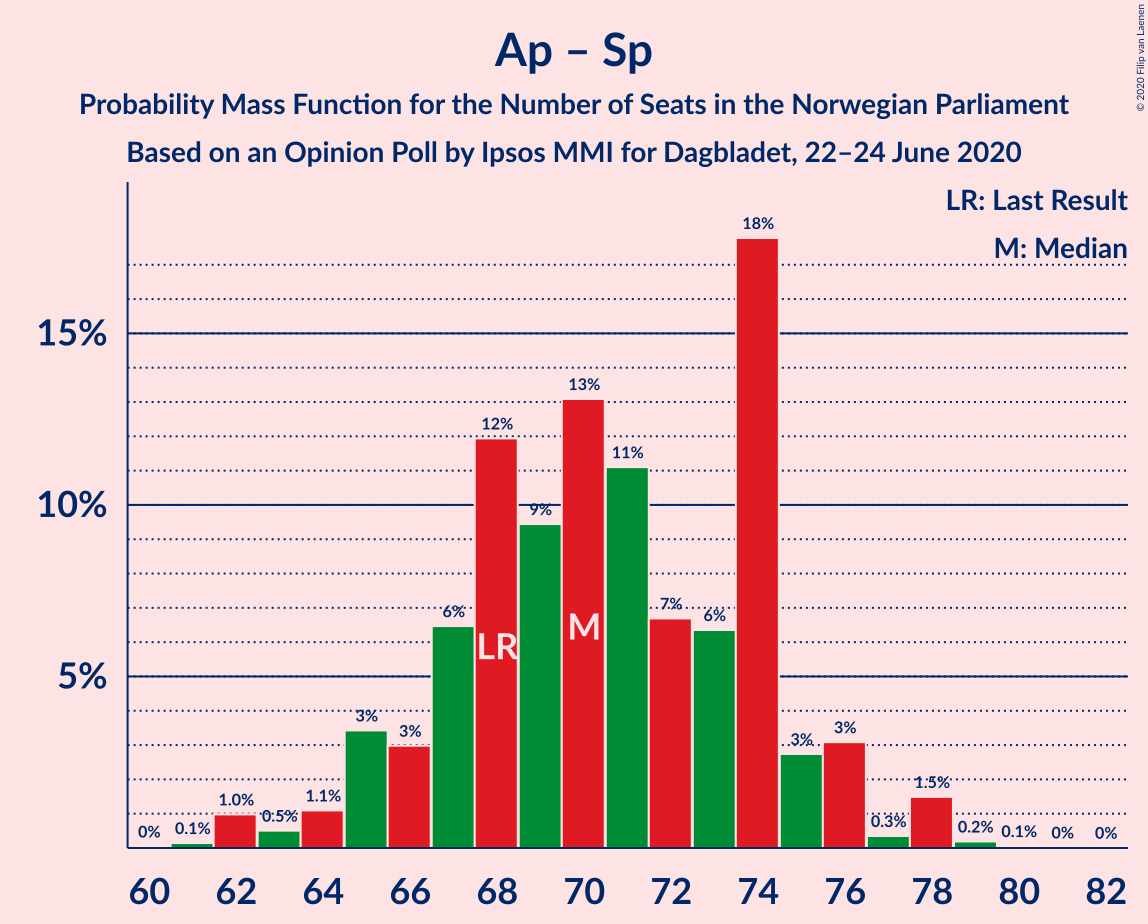 Ap – Sp
Probability Mass Function for the Number of Seats in the Norwegian Parliament
Based on an Opinion Poll by Ipsos MMI for Dagbladet, 22–24 June 2020
© 2020 Filip van Laenen
LR: Last Result
M: Median
15%
10%
5%
0%
0.1%
1.0%
0.5%
1.1%
3%
3%
6%
12%
9%
13%
11%
7%
6%
18%
3%
3%
0.3%
1.5%
0.2%
0.1%
0%
0%
LR
M
60 62 64 66 68 70 72 74 76 78 80 82